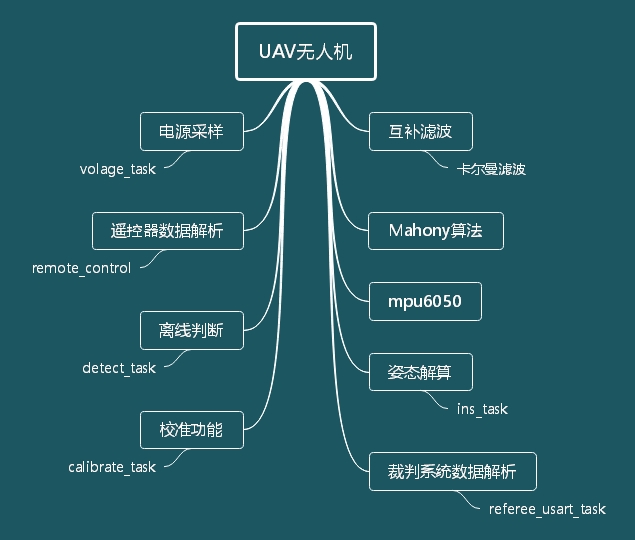 UAV无人机
电源采样
volage_task
遥控器数据解析
remote_control
离线判断
detect_task
校准功能
calibrate_task
互补滤波
卡尔曼滤波
Mahony算法
mpu6050
姿态解算
ins_task
裁判系统数据解析
referee_usart_task